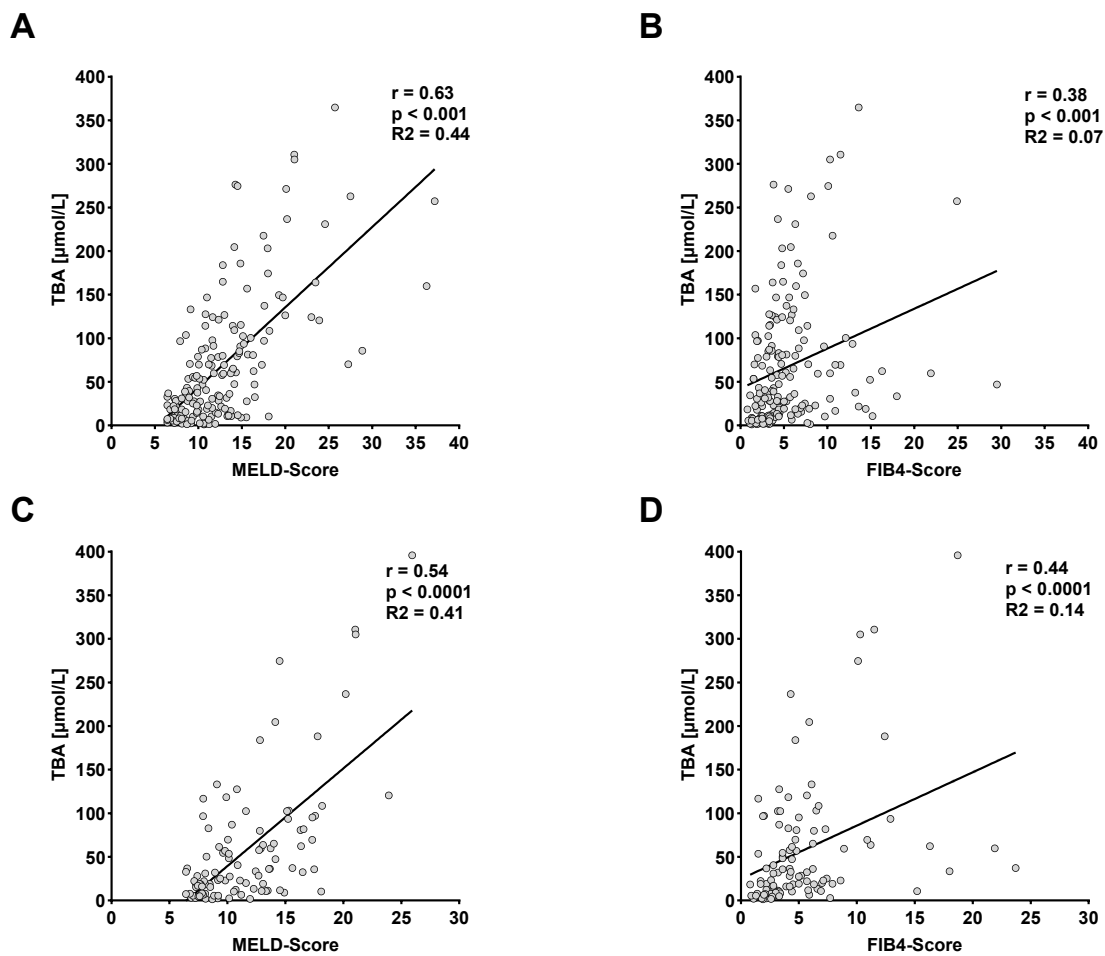 A
400
350
300
250
200
150
100
50
0
TBA [µmol/L]
r = 0.63
p < 0.001
R2 = 0.44
0 5 10 15 20 25 30 35 40
MELD-Score
B
400
350
300
250
200
150
100
50
0
TBA [µmol/L]
r = 0.38
p < 0.001
R2 = 0.07
0 5 10 15 20 25 30 35 40
FIB4-Score
C
400
350
300
250
200
150
100
50
0
TBA [µmol/L]
r = 0.54
p < 0.0001
R2 = 0.41
0 5 10 15 20 25 30
MELD-Score
D
400
350
300
250
200
150
100
50
0
TBA [µmol/L]
r = 0.44
p < 0.0001
R2 = 0.14
0 5 10 15 20 25 30
FIB4-Score